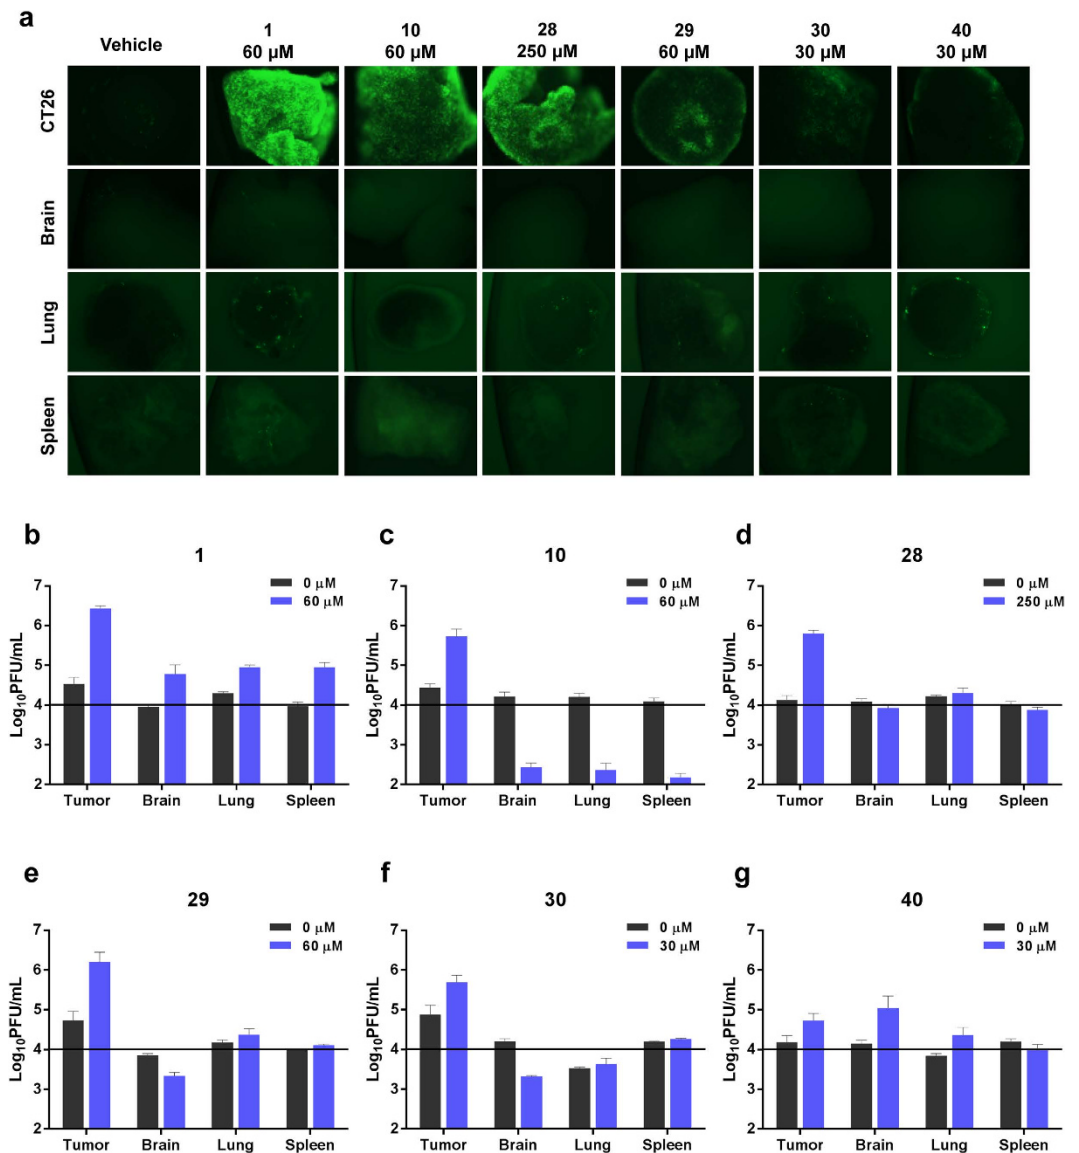 a
Vehicle
1
60 µM
10
60 µM
28
250 µM
29
60 µM
30
30 µM
40
30 µM
CT26
Brain
Lung
Spleen
b
1
0 µM
60 µM
Log10PFU/mL
7
6
5
4
3
2
Tumor Brain Lung Spleen
c
10
0 µM
60 µM
Log10PFU/mL
7
6
5
4
3
2
Tumor Brain Lung Spleen
d
28
0 µM
250 µM
Log10PFU/mL
7
6
5
4
3
2
Tumor Brain Lung Spleen
e
29
0 µM
60 µM
Log10PFU/mL
7
6
5
4
3
2
Tumor Brain Lung Spleen
f
30
0 µM
30 µM
Log10PFU/mL
7
6
5
4
3
2
Tumor Brain Lung Spleen
g
40
0 µM
30 µM
Log10PFU/mL
7
6
5
4
3
2
Tumor Brain Lung Spleen